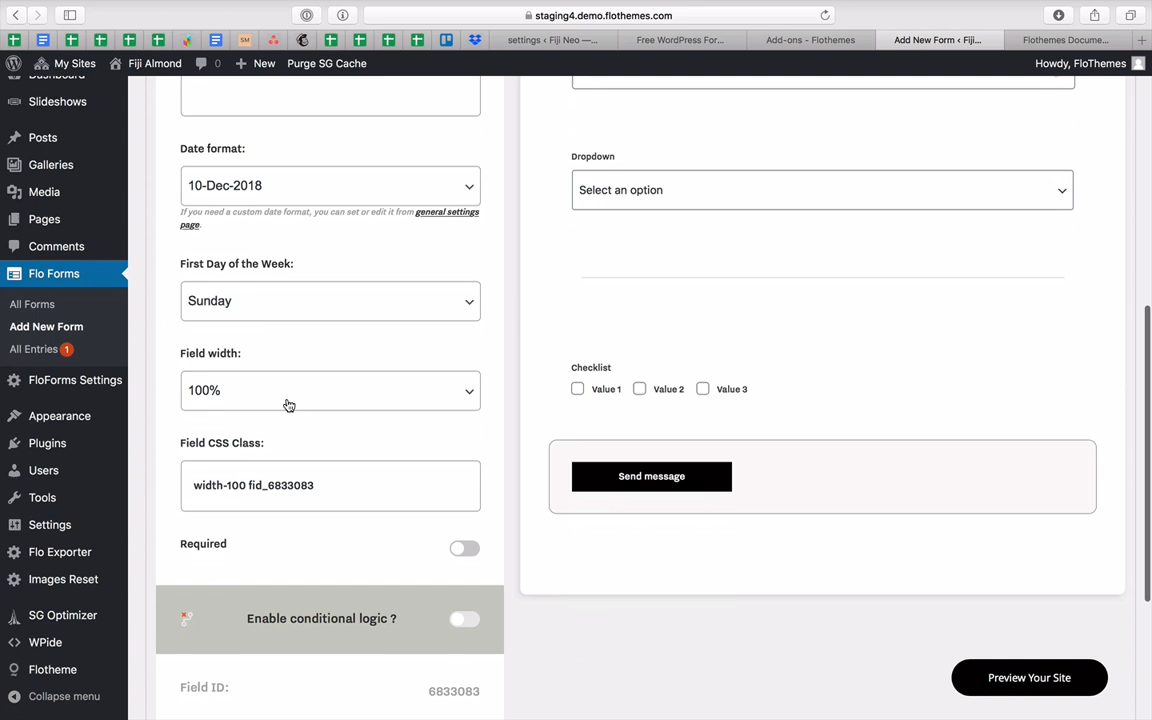 staging4.demo.flothemes.com
settings ‹ Fiji Neo —...
Free WordPress For...
Add-ons - Flothemes
Add New Form ‹ Fiji...
Flothemes Docume...
My Sites
Fiji Almond
0
New
Purge SG Cache
Howdy, FloThemes
Dashboard
Slideshows
Posts
Galleries
Media
Pages
Comments
Flo Forms
All Forms
Add New Form
All Entries 1
FloForms Settings
Appearance
Plugins
Users
Tools
Settings
Flo Exporter
Images Reset
SG Optimizer
WPide
Flotheme
Collapse menu
Date format:
10-Dec-2018
If you need a custom date format, you can set or edit it from general settings
page.
First Day of the Week:
Sunday
Field width:
100%
Field CSS Class:
width-100 fid_6833083
Required
Enable conditional logic ?
Field ID:
6833083
Dropdown
Select an option
Checklist
Value 1
Value 2
Value 3
Send message
Preview Your Site